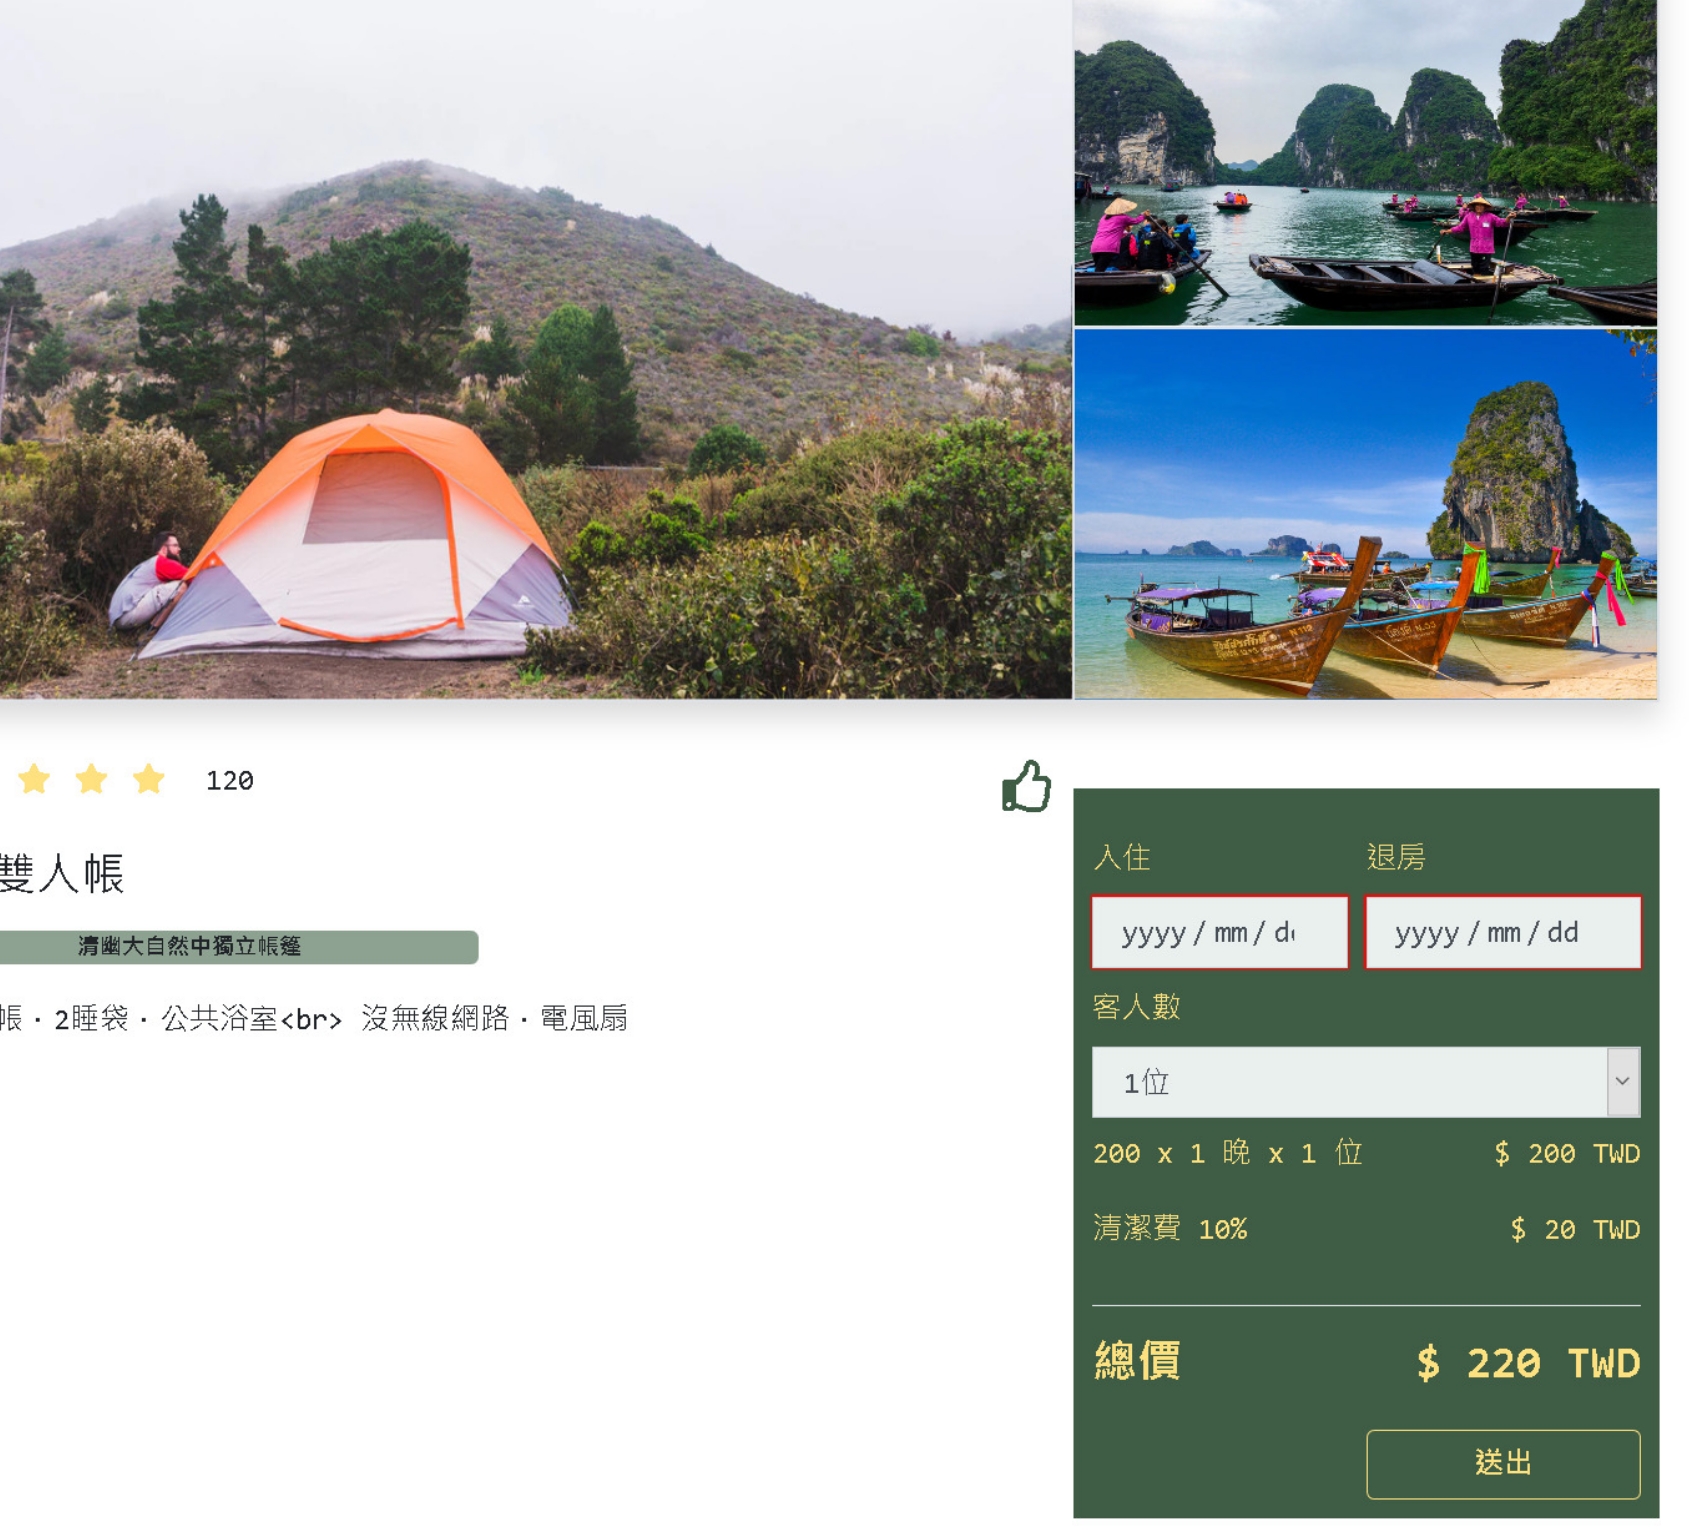 120
雙人帳
清幽大自然中獨立帳篷
帳．2睡袋．公共浴室<br> 沒無線網路．電風扇
入住 退房
yyyy / mm / d yyyy / mm / dd
客人數
1位
200 x 1 晚 x 1 位 $ 200 TWD
清潔費 10% $ 20 TWD
總價 $ 220 TWD
送出